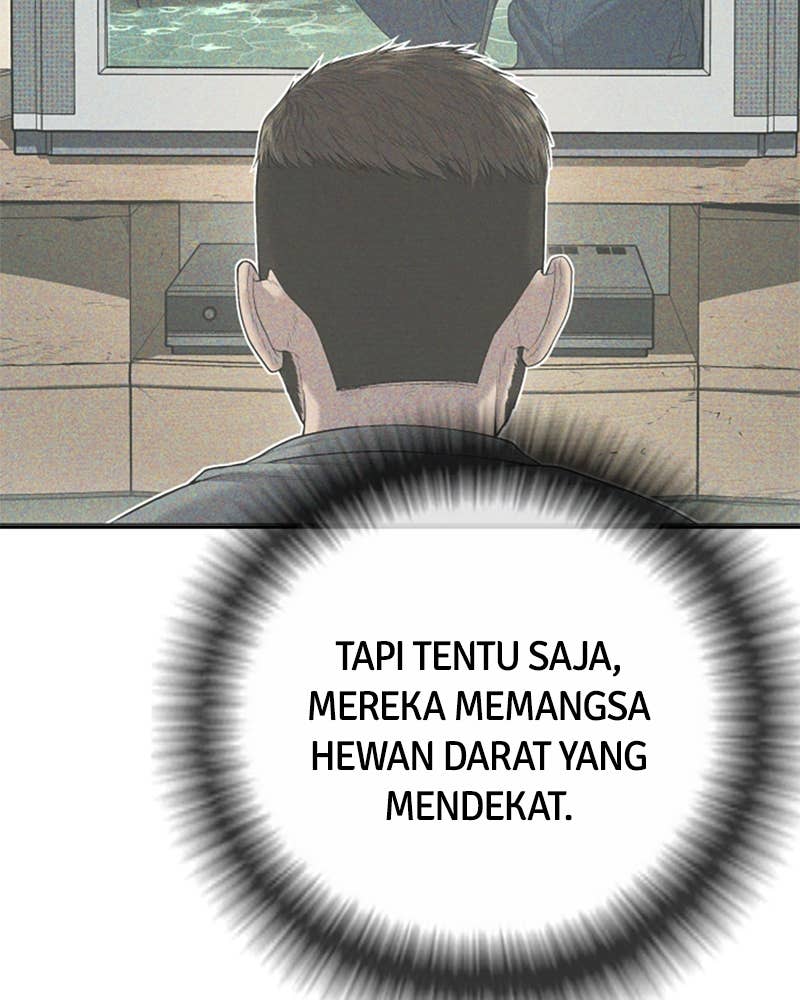 TAPI TENTU SAJA,
MEREKA MEMANGSA
HEWAN DARAT YANG
MENDEKAT.